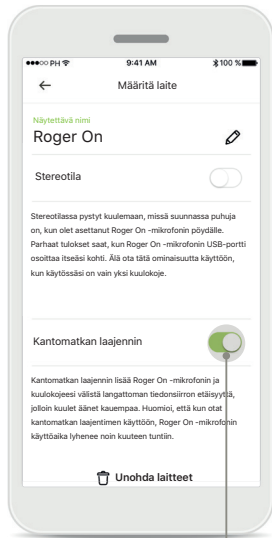 PH 9:41 AM 100 %
Määritä laite
Näytettävä nimi
Roger On
Stereotila
Stereotilassa pystyt kuulemaan, missä suunnassa puhuja
on, kun olet asettanut Roger On -mikrofonin pöydälle.
Parhaat tulokset saat, kun Roger On -mikrofonin USB-portti
osoittaa itseäsi kohti. Älä ota tätä ominaisuutta käyttöön,
kun käytössäsi on vain yksi kuulokoje.
Kantomatkan laajennin
Kantomatkan laajennin lisää Roger On -mikrofonin ja
kuulokojeesi välistä langattoman tiedonsiirron etäisyyttä,
jolloin kuulet äänet kauempaa. Huomioi, että kun otat
kantomatkan laajentimen käyttöön, Roger On -mikrofonin
käyttöaika lyhenee noin kuuteen tuntiin.
Unohda laitteet